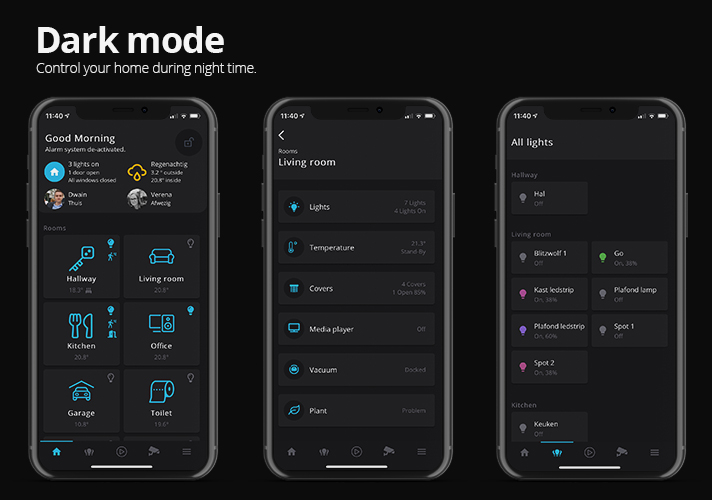 Dark mode
Control your home during night time.
11:40
Good Morning
Alarm system de-activated.
3 lights on
1 door open
All windows closed
Regenachtig
3.2° outside
20.8° inside
Dwain
Thuis
Verena
Afwezig
Rooms
Hallway
18.3°
Living room
20.8°
Kitchen
20.8°
Office
20.8°
Garage
10.8°
Toilet
19.6°
11:40
Rooms
Living room
Lights
7 Lights
4 Lights On
Temperature
21.3°
Stand-By
Covers
4 Covers
1 Open 85%
Media player
Off
Vacuum
Docked
Plant
Problem
11:40
All lights
Hallway
Hal
Off
Living room
Blitzwolf 1
Off
Go
On, 38%
Kast ledstrip
On, 38%
Plafond lamp
Off
Plafond ledstrip
On, 60%
Spot 1
Off
Spot 2
On, 38%
Kitchen
Keuken
Off